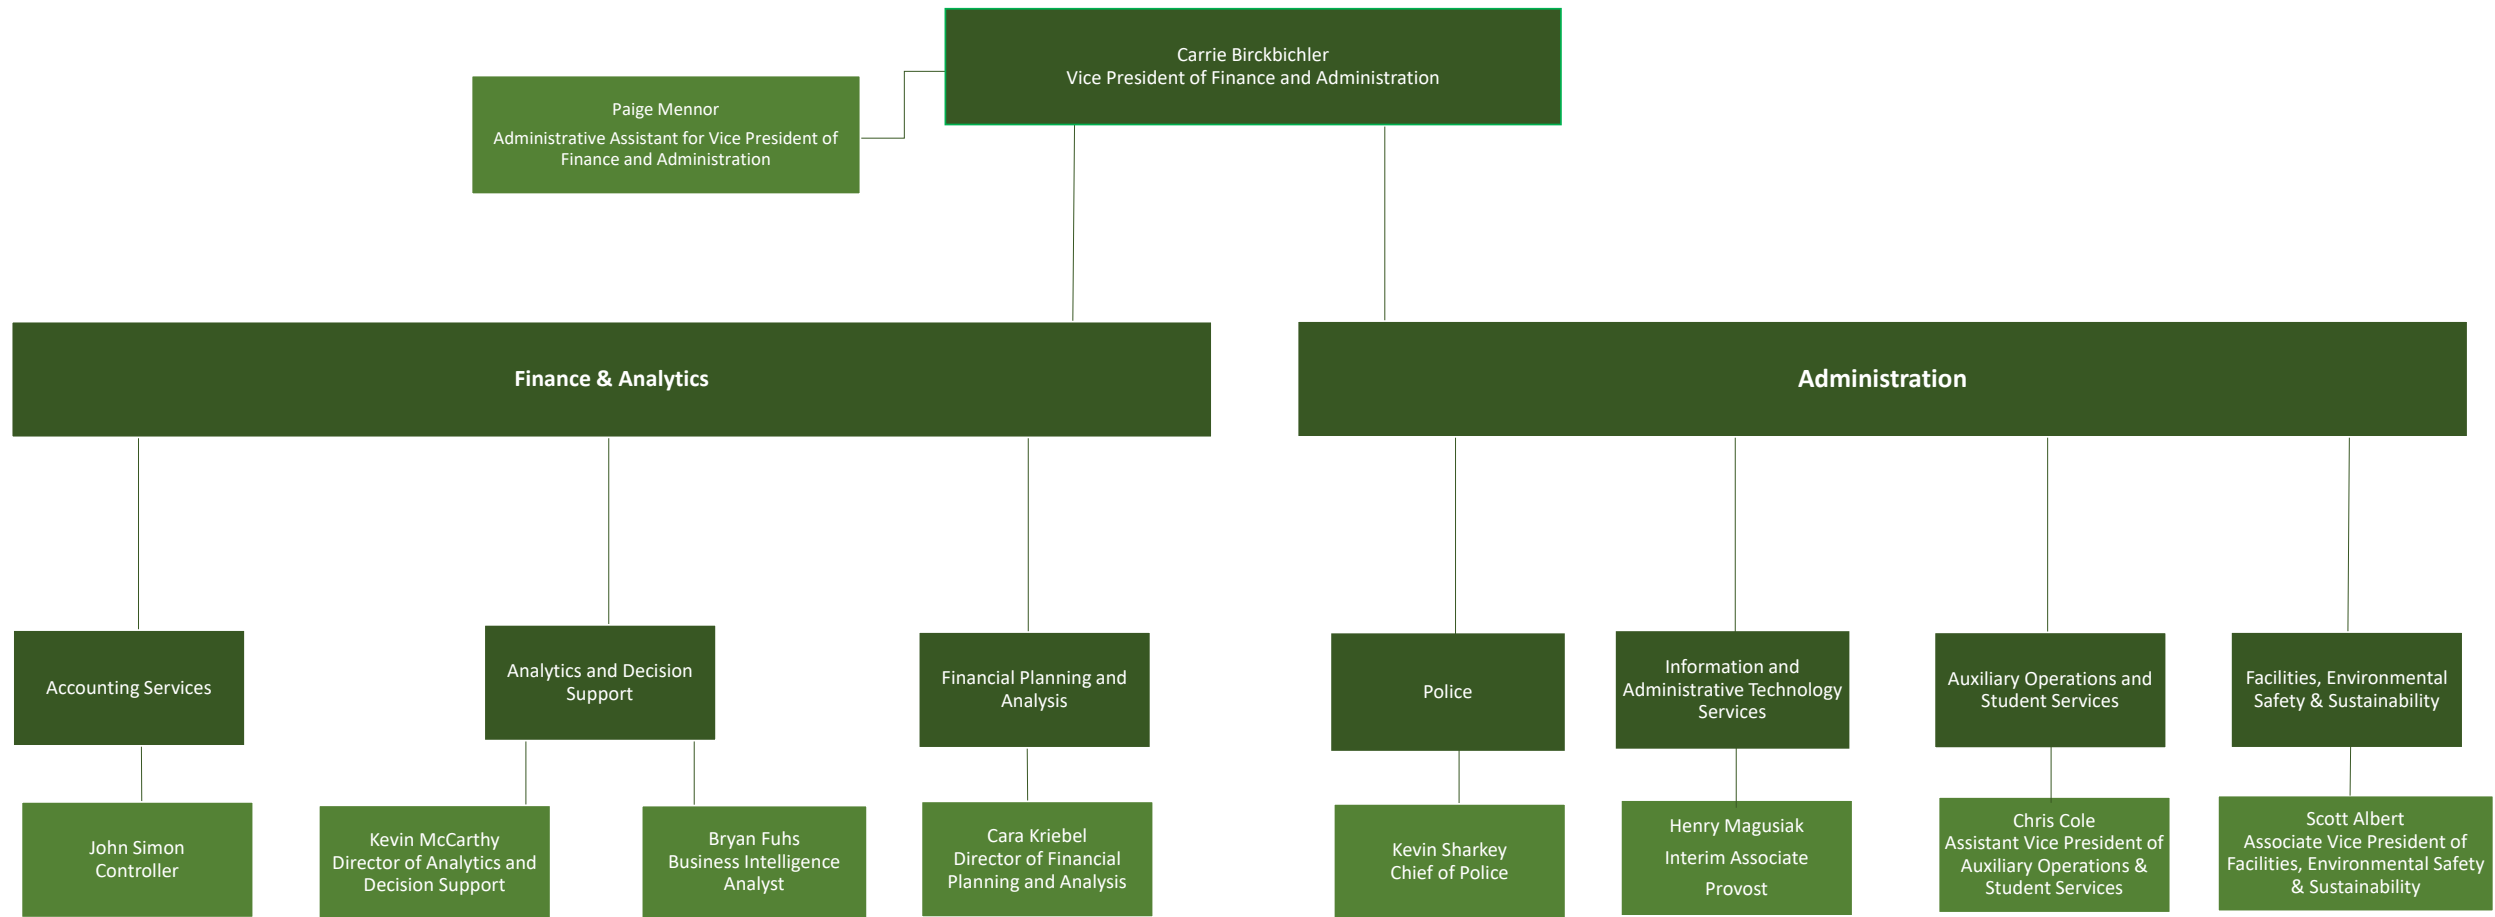 Carrie Birckbichler
Vice President of Finance and Administration
Paige Mennor
Administrative Assistant for Vice President of
Finance and Administration
Finance & Analytics
Administration
Accounting Services
Analytics and Decision
Support
Financial Planning and
Analysis
Police
Information and
Administrative Technology
Services
Auxiliary Operations and
Student Services
Facilities, Environmental
Safety & Sustainability
John Simon
Controller
Kevin McCarthy
Director of Analytics and
Decision Support
Bryan Fuhs
Business Intelligence
Analyst
Cara Kriebel
Director of Financial
Planning and Analysis
Kevin Sharkey
Chief of Police
Henry Magusiak
Interim Associate
Provost
Chris Cole
Assistant Vice President of
Auxiliary Operations &
Student Services
Scott Albert
Associate Vice President of
Facilities, Environmental Safety
& Sustainability